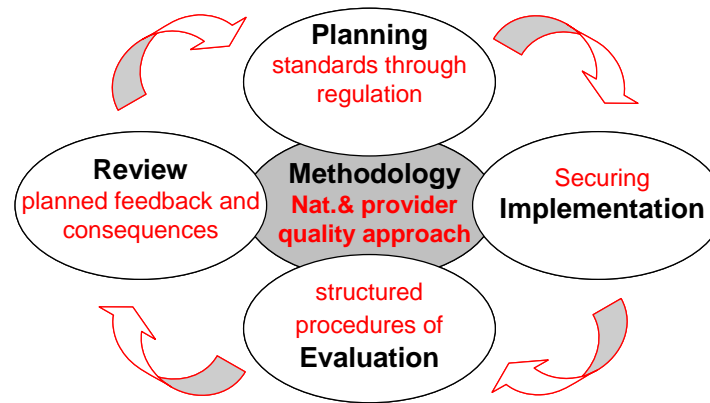 Planning
standards through
regulation
Review
planned feedback and
consequences
Methodology
Nat.& provider
quality approach
Securing
Implementation
structured
procedures of
Evaluation